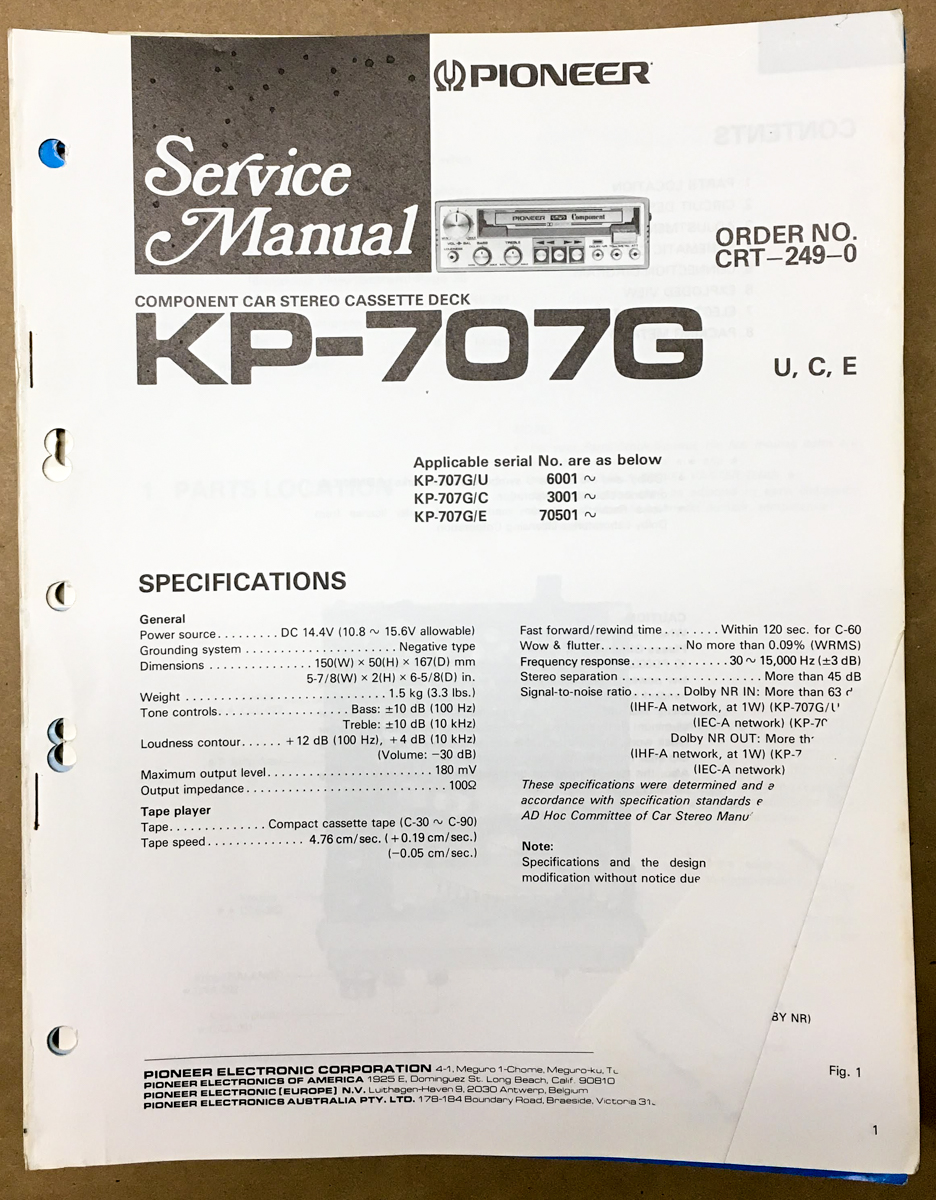 PIONEER
Service
Manual
PIONEER Component
ORDER NO.
CRT–249–0
COMPONENT CAR STEREO CASSETTE DECK
KP-707G
U, C, E
Applicable serial No. are as below
KP-707G/U 6001 ~
KP-707G/C 3001 ~
KP-707G/E 70501 ~
SPECIFICATIONS
General
Power source......... DC 14.4V (10.8 ~ 15.6V allowable)
Grounding system ...................... Negative type
Dimensions ............... 150(W) × 50(H) × 167(D) mm
5-7/8(W) × 2(H) × 6-5/8(D) in.
Weight ............................. 1.5 kg (3.3 lbs.)
Tone controls................... Bass: ±10 dB (100 Hz)
Treble: ±10 dB (10 kHz)
Loudness contour...... +12 dB (100 Hz), +4 dB (10 kHz)
(Volume: −30 dB)
Maximum output level........................ 180 mV
Output impedance............................. 100Ω
Tape player
Tape.............. Compact cassette tape (C-30 ~ C-90)
Tape speed.............. 4.76 cm/sec. (+0.19 cm/sec.)
(−0.05 cm/sec.)
Fast forward/rewind time ........ Within 120 sec. for C-60
Wow & flutter............ No more than 0.09% (WRMS)
Frequency response.............. 30 ~ 15,000 Hz (±3 dB)
Stereo separation .................... More than 45 dB
Signal-to-noise ratio....... Dolby NR IN: More than 63
(IHF-A network, at 1W) (KP-707G/U
(IEC-A network) (KP-70
Dolby NR OUT: More
(IHF-A network, at 1W) (KP-7
(IEC-A network)
These specifications were determined and
accordance with specification standards
AD Hoc Committee of Car Stereo
Note:
Specifications and the design
modification without notice due
BY NR)
Fig. 1
PIONEER ELECTRONIC CORPORATION 4-1, Meguro 1-Chome, Meguro-ku,
PIONEER ELECTRONICS OF AMERICA 1925 E. Dominguez St. Long Beach, Calif. 90810
PIONEER ELECTRONIC [EUROPE] N.V. Luithagen-Haven 9, 2030 Antwerp, Belgium
PIONEER ELECTRONICS AUSTRALIA PTY. LTD. 178-184 Boundary Road, Braeside, Victoria
1